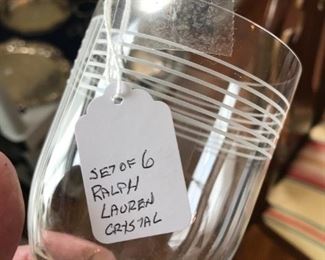 SET OF 6
RALPH
LAUREN
CRYSTAL